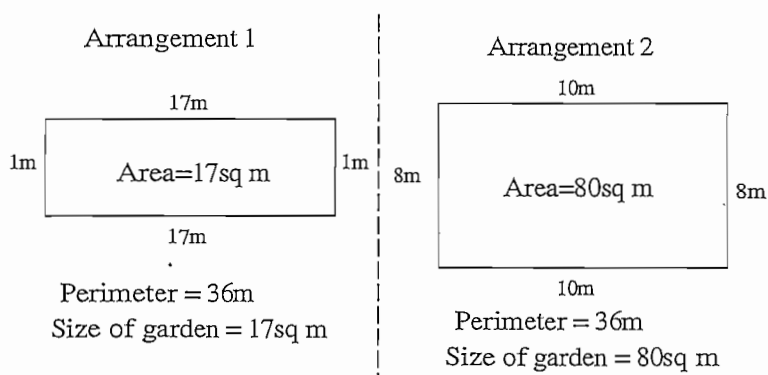 Arrangement 1
17m
1m
Area=17sq m
1m
17m
Perimeter = 36m
Size of garden = 17sq m
Arrangement 2
10m
8m
Area=80sq m
8m
10m
Perimeter = 36m
Size of garden = 80sq m